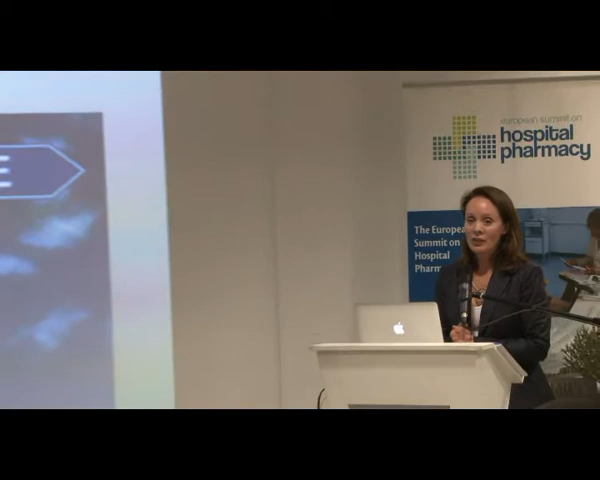 european summit on
hospital
pharmacy
The Europea
Summit on
Hospital
Pharm